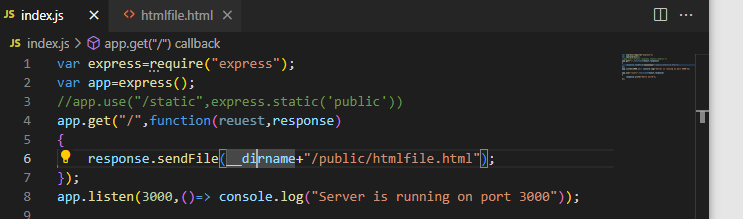 JS index.js
<> htmlfile.html
JS index.js > app.get("/") callback
1 var express=require("express");
2 var app=express();
3 //app.use("/static",express.static('public'))
4 app.get("/",function(reuest,response)
5 {
6 response.sendFile(__dirname+"/public/htmlfile.html");
7 });
8 app.listen(3000,()=> console.log("Server is running on port 3000"));
9